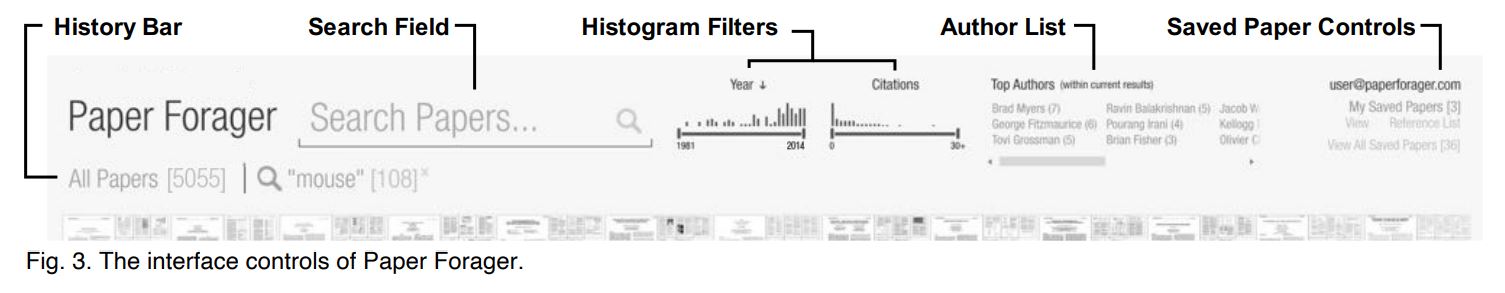 History Bar Search Field Histogram Filters Author List Saved Paper Controls
Paper Forager
Search Papers...
Year ↓ Citations
1981 2014 0 30+
Top Authors (within current results)
Brad Myers (7) Ravin Balakrishnan (5) Jacob W
George Fitzmaurice (6) Pourang Irani (4) Kellogg
Tovi Grossman (5) Brian Fisher (3) Olivier C
user@paperforager.com
My Saved Papers [3]
View Reference List
View All Saved Papers [36]
All Papers [5055] | "mouse" [108]×
Fig. 3. The interface controls of Paper Forager.